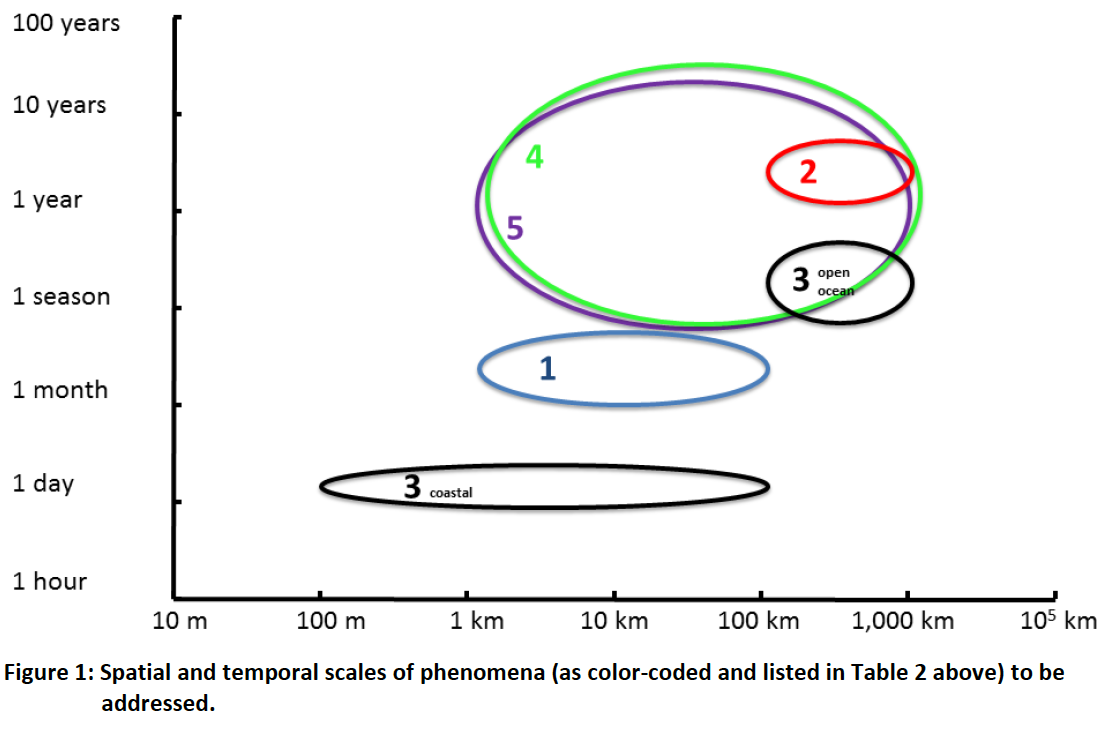 100 years
10 years
4
2
1 year
5
3 open
ocean
1 season
1
1 month
1 day
3 coastal
1 hour
10 m
100 m
1 km
10 km
100 km
1,000 km
10⁵ km
Figure 1: Spatial and temporal scales of phenomena (as color-coded and listed in Table 2 above) to be
addressed.